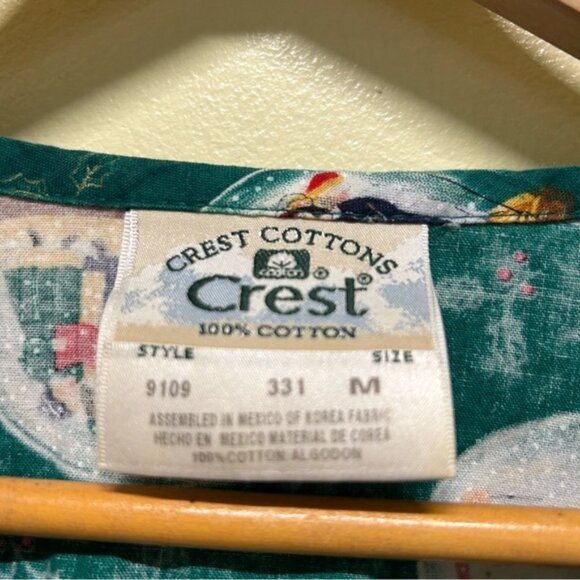 CREST COTTONS
Crest®
100% COTTON
STYLE SIZE
9109 331 M
ASSEMBLED IN MEXICO OF KOREA FABRIC
HECHO EN MEXICO MATERIAL DE COREA
100% COTTON ALGODON